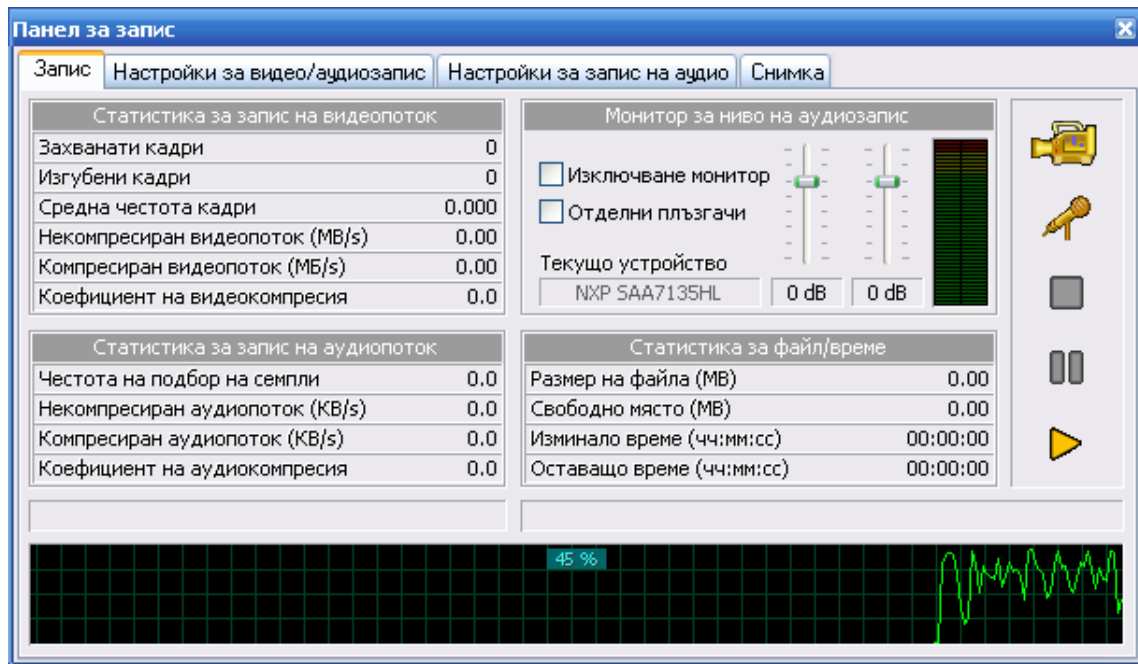 Панел за запис
Запис
Настройки за видео/аудиозапис
Настройки за запис на аудио
Снимка
Статистика за запис на видеопоток
Захванати кадри 0
Изгубени кадри 0
Средна честота кадри 0.000
Некомпресиран видеопоток (MB/s) 0.00
Компресиран видеопоток (МБ/s) 0.00
Коефициент на видеокомпресия 0.0
Монитор за ниво на аудиозапис
Изключване монитор
Отделни плъзгачи
Текущо устройство
NXP SAA7135HL 0 dB 0 dB
Статистика за запис на аудиопоток
Честота на подбор на семпли 0.0
Некомпресиран аудиопоток (KB/s) 0.0
Компресиран аудиопоток (KB/s) 0.0
Коефициент на аудиокомпресия 0.0
Статистика за файл/време
Размер на файла (MB) 0.00
Свободно място (MB) 0.00
Изминало време (чч:мм:сс) 00:00:00
Оставащо време (чч:мм:сс) 00:00:00
45 %